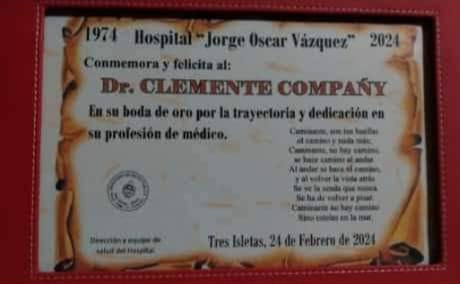 1974 Hospital "Jorge Oscar Vázquez" 2024
Conmemora y felicita al:
Dr. CLEMENTE COMPAÑY
En su boda de oro por la trayectoria y dedicación en
su profesión de médico.
Caminante, son tus huellas
el camino y nada más;
Caminante, no hay camino,
se hace camino al andar.
Al andar se hace el camino,
y al volver la vista atrás
Se ve la senda que nunca
Se ha de volver a pisar.
Caminante no hay camino
Sino estelas en la mar.
Dirección e equipo de
salud del Hospital
Tres Isletas, 24 de Febrero de 2024